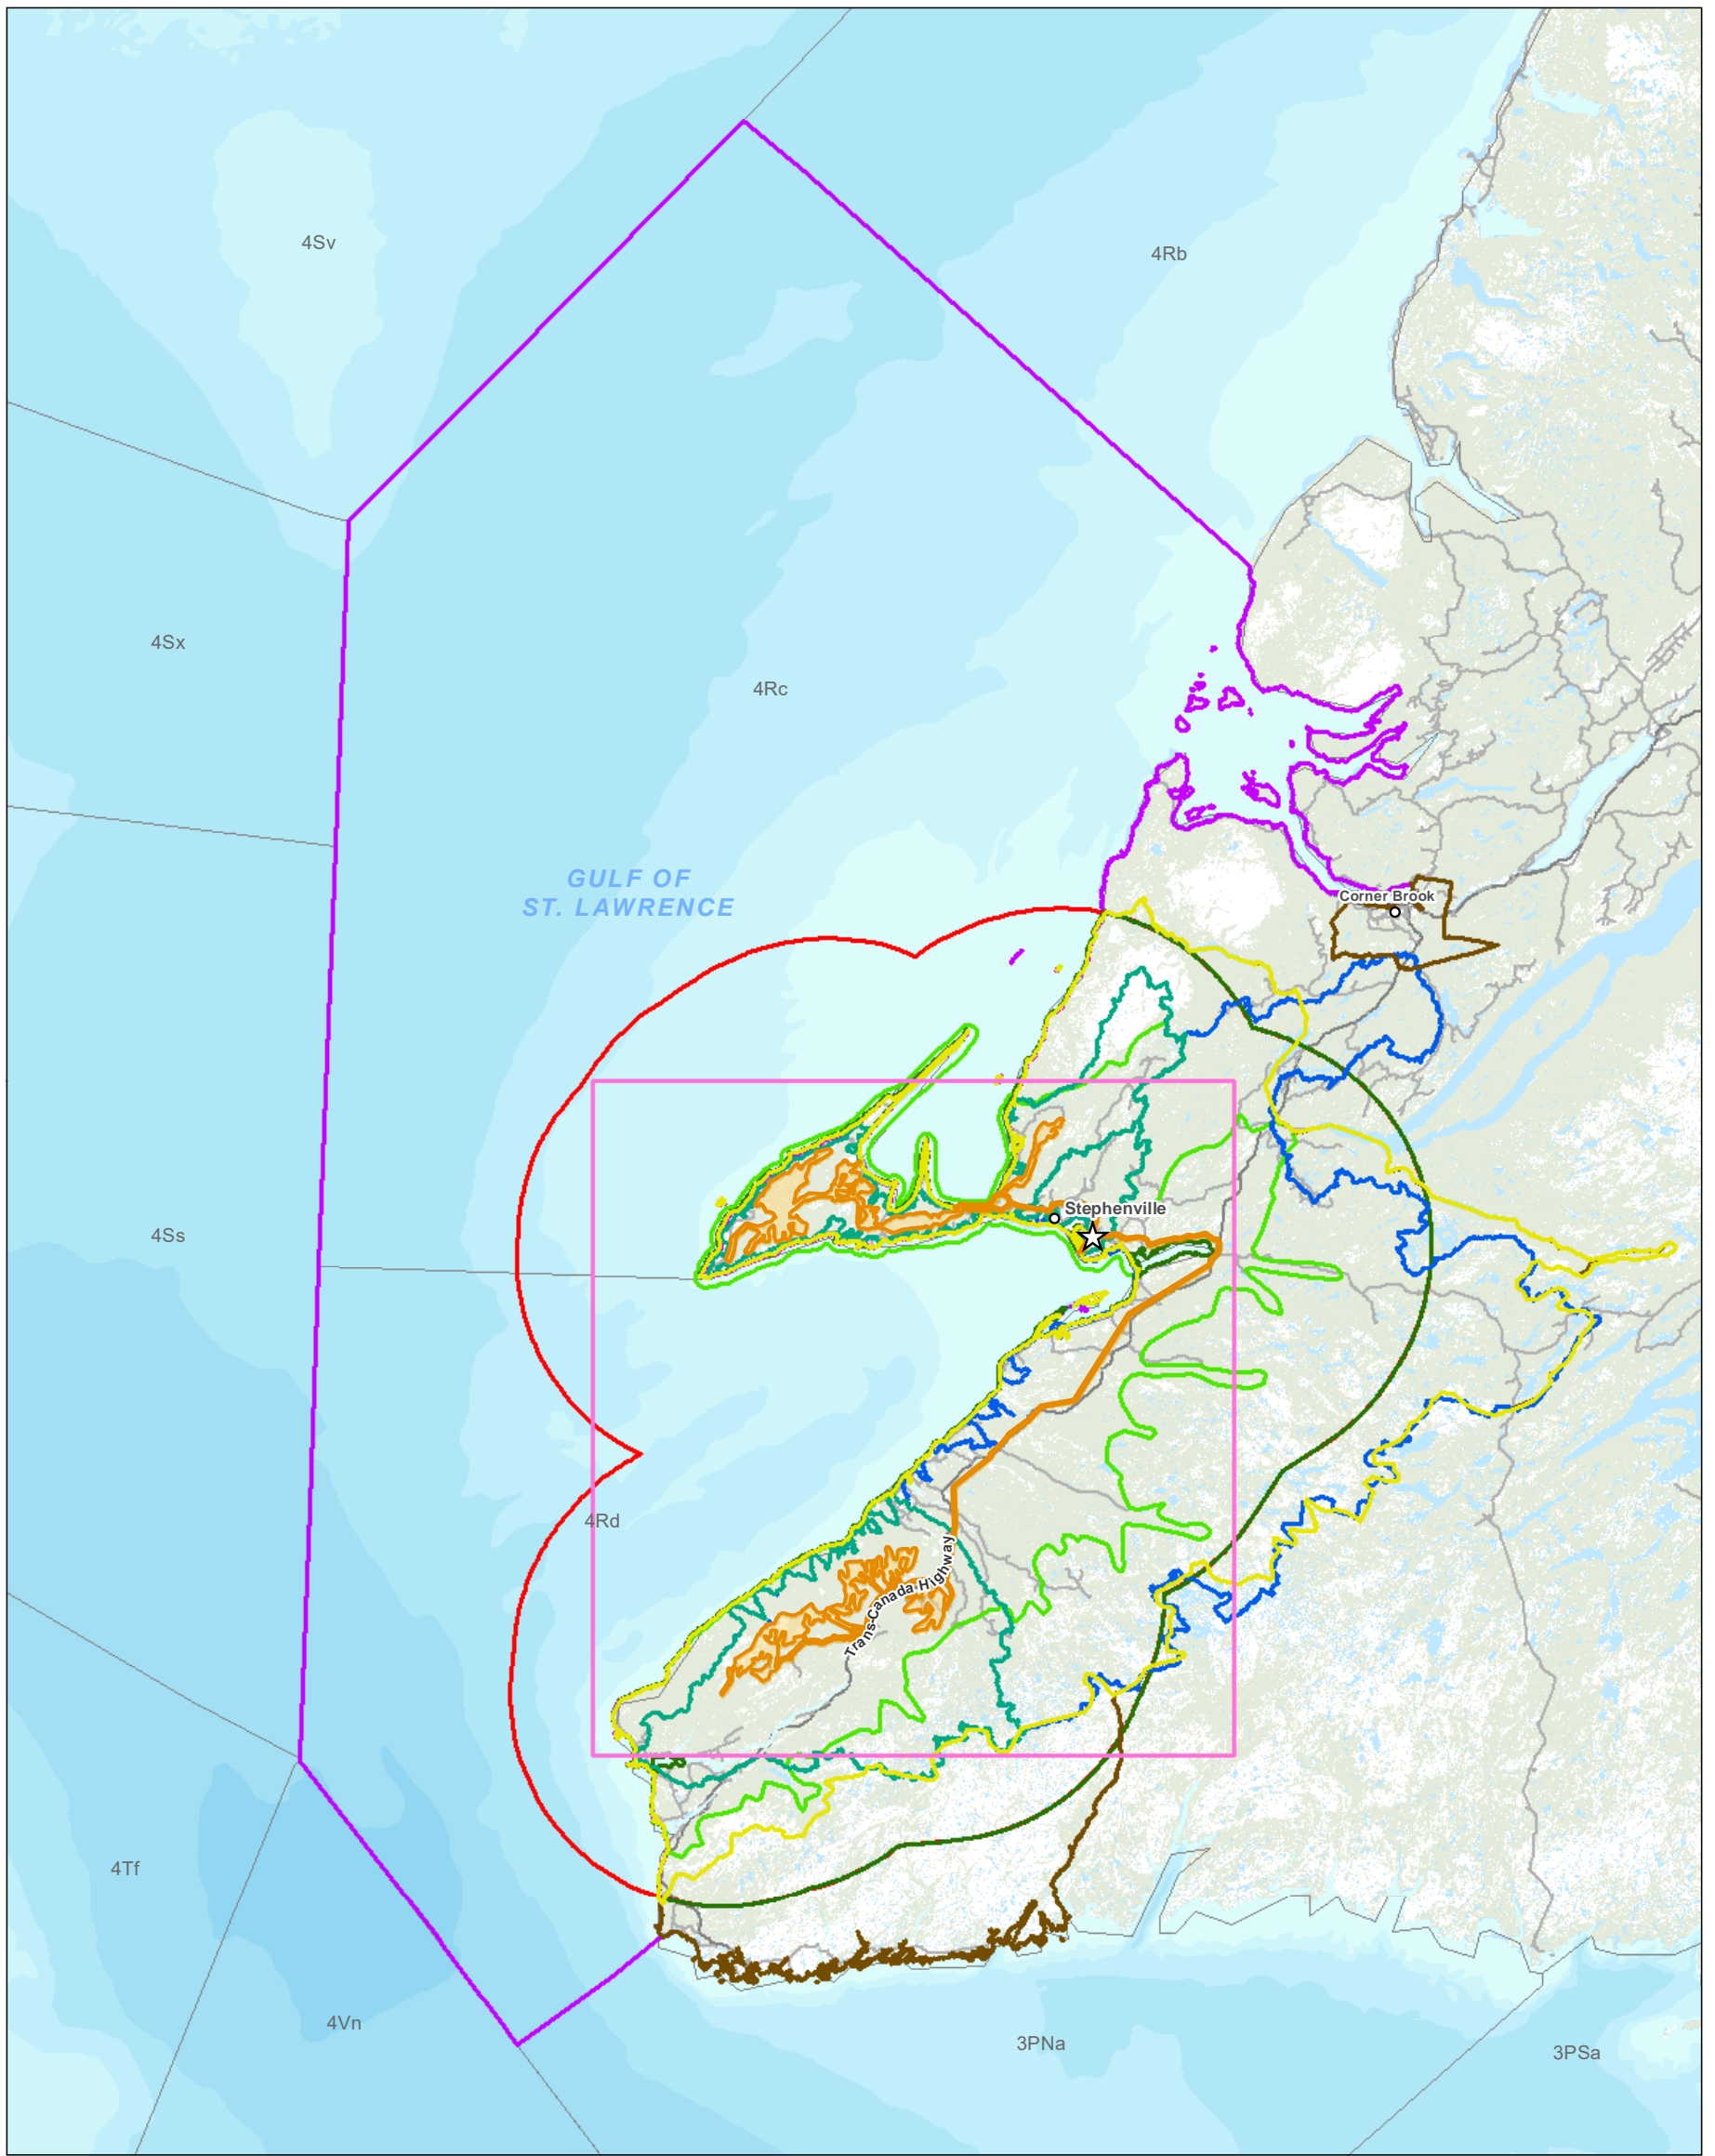 4Sv
4Rb
4Sx
4Rc
GULF OF
ST. LAWRENCE
Corner Brook
Stephenville
4Ss
4Rd
Trans-Canada Highway
4Tf
4Vn
3PNa
3PSa